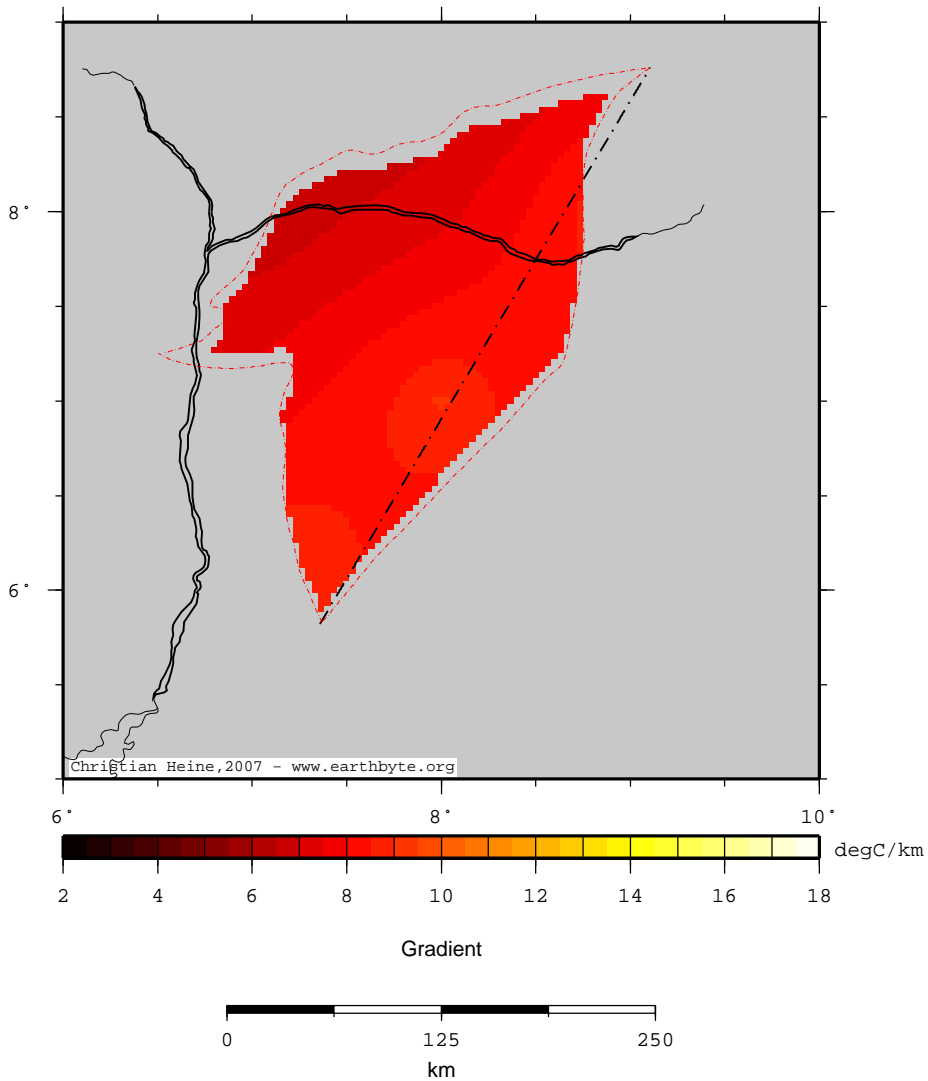 8°
6°
Christian Heine,2007 - www.earthbyte.org
6° 8° 10°
degC/km
2 4 6 8 10 12 14 16 18
Gradient
0 125 250
km